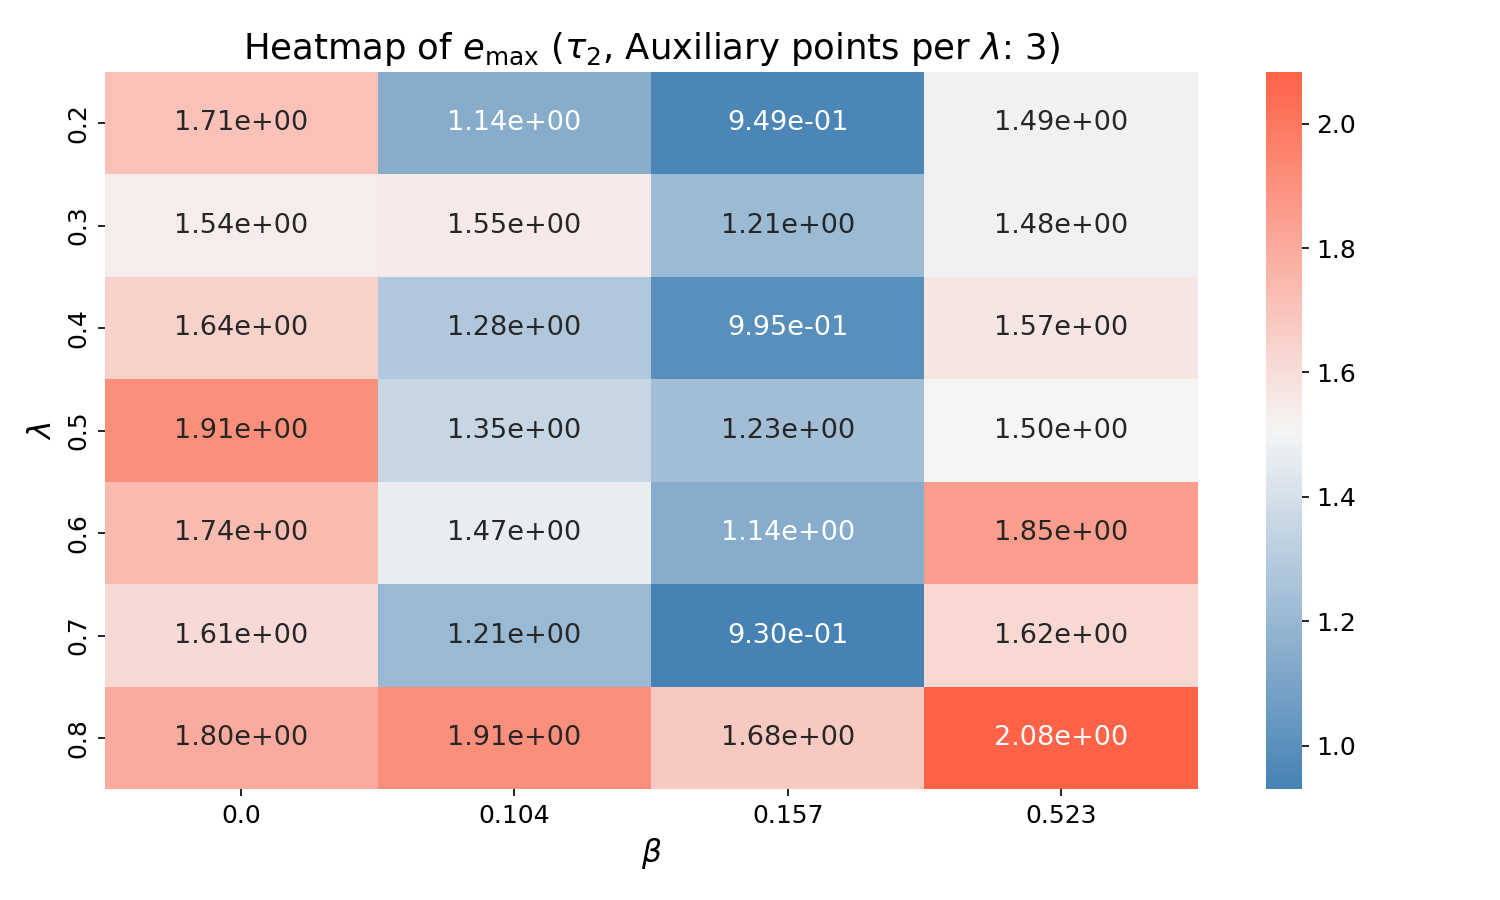 Heatmap of e_max (τ_2, Auxiliary points per λ: 3)
0.2 1.71e+00 1.14e+00 9.49e-01 1.49e+00
0.3 1.54e+00 1.55e+00 1.21e+00 1.48e+00
0.4 1.64e+00 1.28e+00 9.95e-01 1.57e+00
0.5 1.91e+00 1.35e+00 1.23e+00 1.50e+00
0.6 1.74e+00 1.47e+00 1.14e+00 1.85e+00
0.7 1.61e+00 1.21e+00 9.30e-01 1.62e+00
0.8 1.80e+00 1.91e+00 1.68e+00 2.08e+00
λ
0.0 0.104 0.157 0.523
β
2.0
1.8
1.6
1.4
1.2
1.0